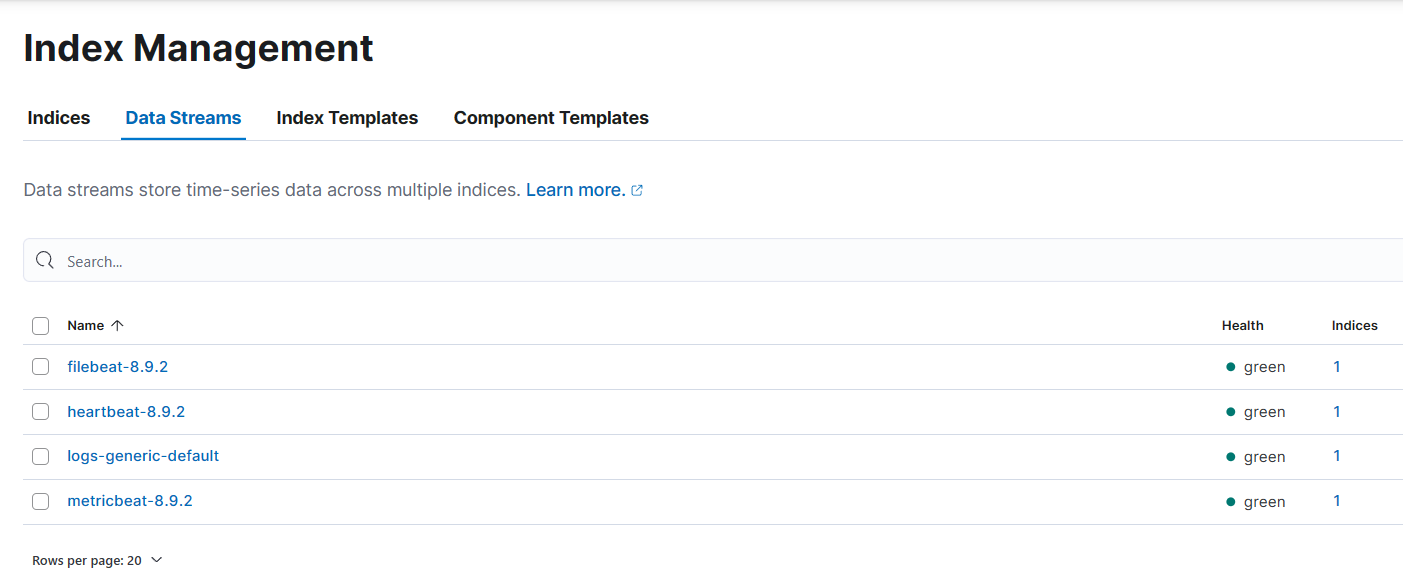 Index Management
Indices Data Streams Index Templates Component Templates
Data streams store time-series data across multiple indices. Learn more.
Search...
Name Health Indices
filebeat-8.9.2 green 1
heartbeat-8.9.2 green 1
logs-generic-default green 1
metricbeat-8.9.2 green 1
Rows per page: 20